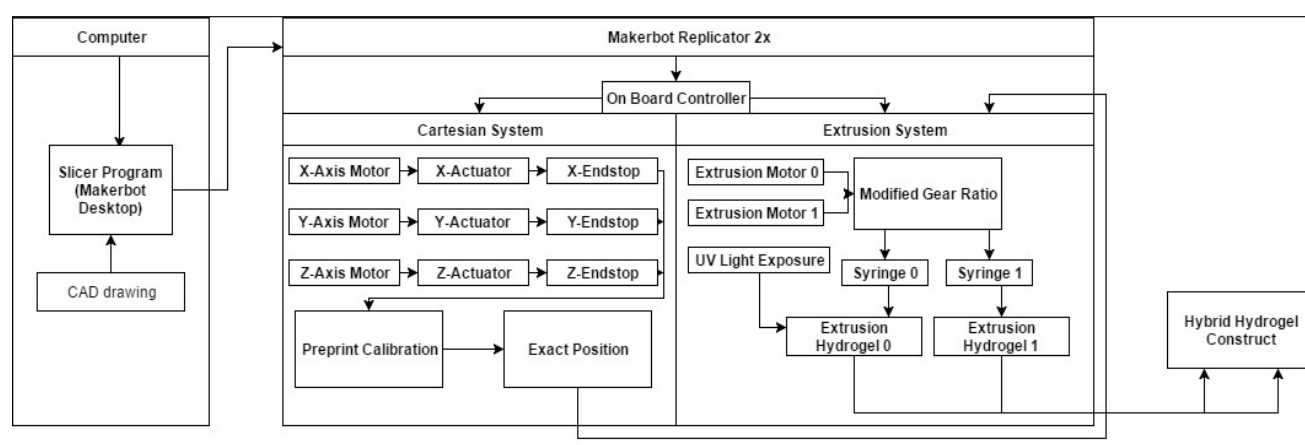 Computer
Slicer Program
(Makerbot
Desktop)
CAD drawing
Makerbot Replicator 2x
On Board Controller
Cartesian System
X-Axis Motor
X-Actuator
X-Endstop
Y-Axis Motor
Y-Actuator
Y-Endstop
Z-Axis Motor
Z-Actuator
Z-Endstop
Preprint Calibration
Exact Position
Extrusion System
Extrusion Motor 0
Extrusion Motor 1
Modified Gear Ratio
UV Light Exposure
Syringe 0
Syringe 1
Extrusion
Hydrogel 0
Extrusion
Hydrogel 1
Hybrid Hydrogel
Construct